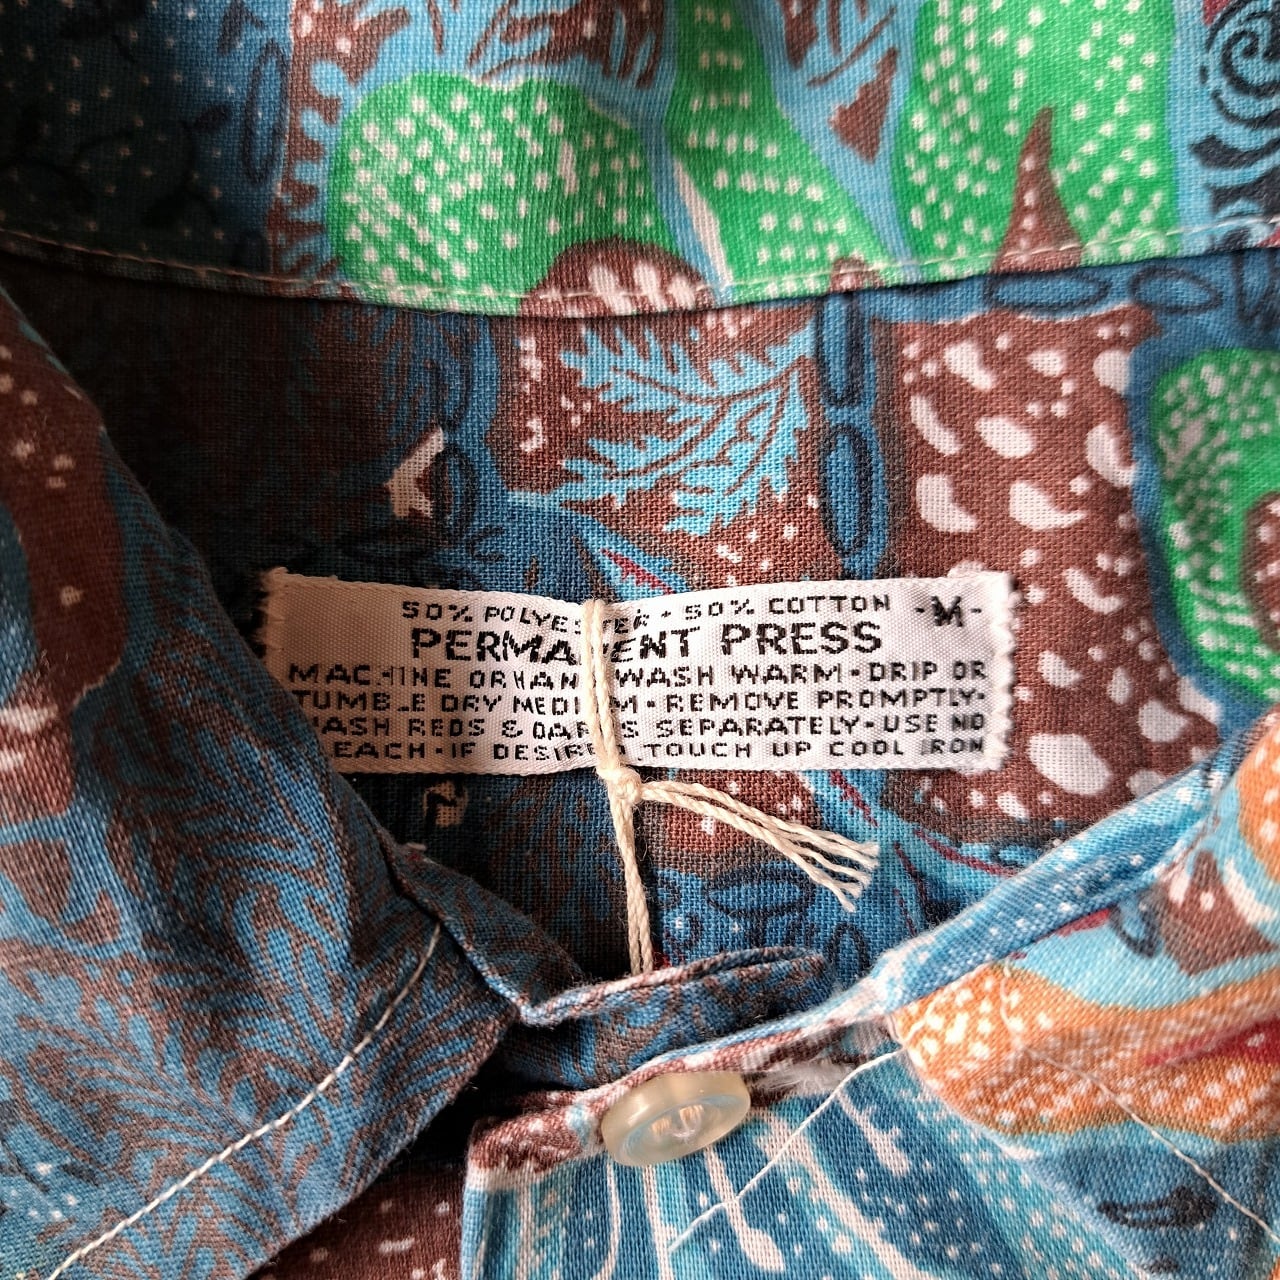 50% POLYESTER - 50% COTTON -M-
PERMANENT PRESS
MACHINE OR HAND WASH WARM-DRIP OR
TUMBLE DRY MEDIUM-REMOVE PROMPTLY-
WASH REDS & DARKS SEPARATELY-USE NO
BLEACH-IF DESIRED TOUCH UP COOL IRON